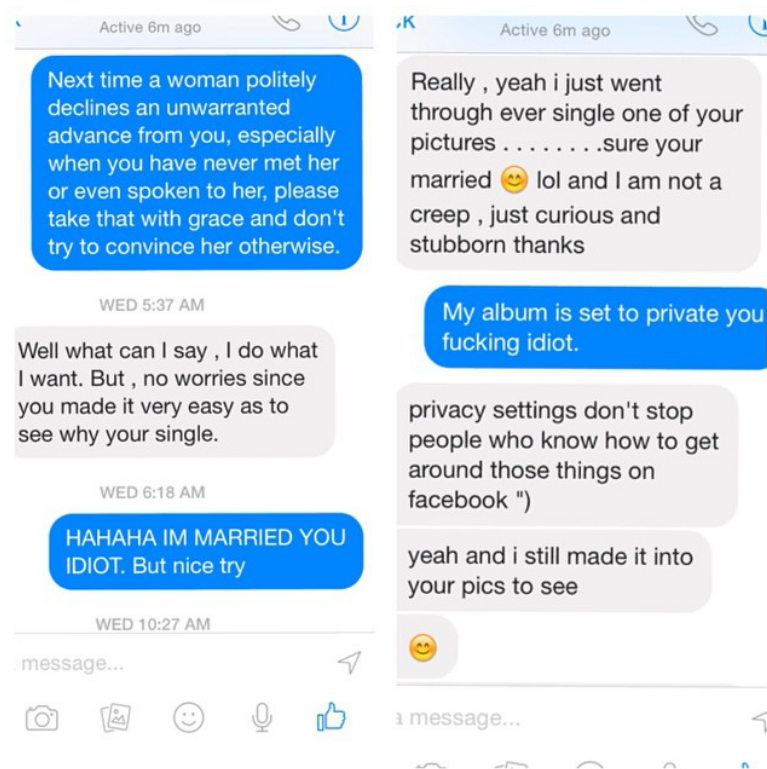 Active 6m ago
Next time a woman politely
declines an unwarranted
advance from you, especially
when you have never met her
or even spoken to her, please
take that with grace and don't
try to convince her otherwise.
WED 5:37 AM
Well what can I say , I do what
I want. But , no worries since
you made it very easy as to
see why your single.
WED 6:18 AM
HAHAHA IM MARRIED YOU
IDIOT. But nice try
WED 10:27 AM
message...
K
Active 6m ago
Really , yeah i just went
through ever single one of your
pictures . . . . . . . .sure your
married 😊 lol and I am not a
creep , just curious and
stubborn thanks
My album is set to private you
fucking idiot.
privacy settings don't stop
people who know how to get
around those things on
facebook ")
yeah and i still made it into
your pics to see
😊
a message...